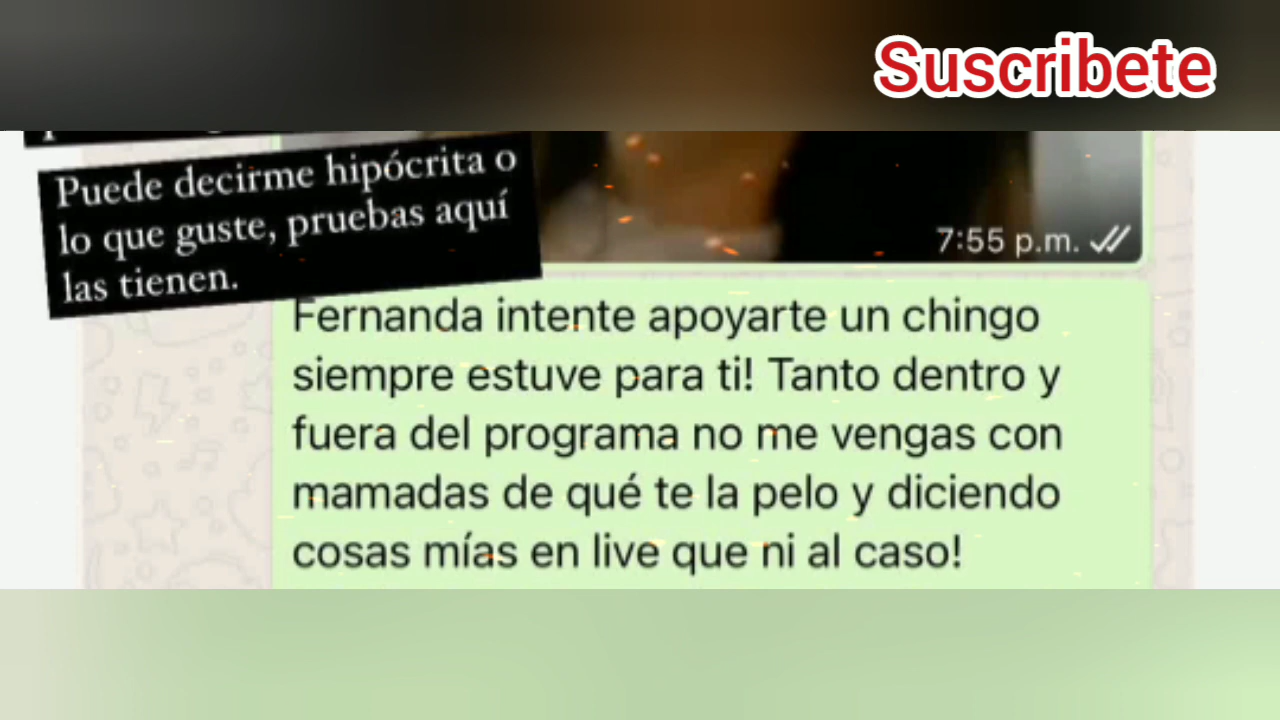 Suscribete
Puede decirme hipócrita o
lo que guste, pruebas aquí
las tienen.
7:55 p.m.
Fernanda intente apoyarte un chingo
siempre estuve para ti! Tanto dentro y
fuera del programa no me vengas con
mamadas de qué te la pelo y diciendo
cosas mías en live que ni al caso!